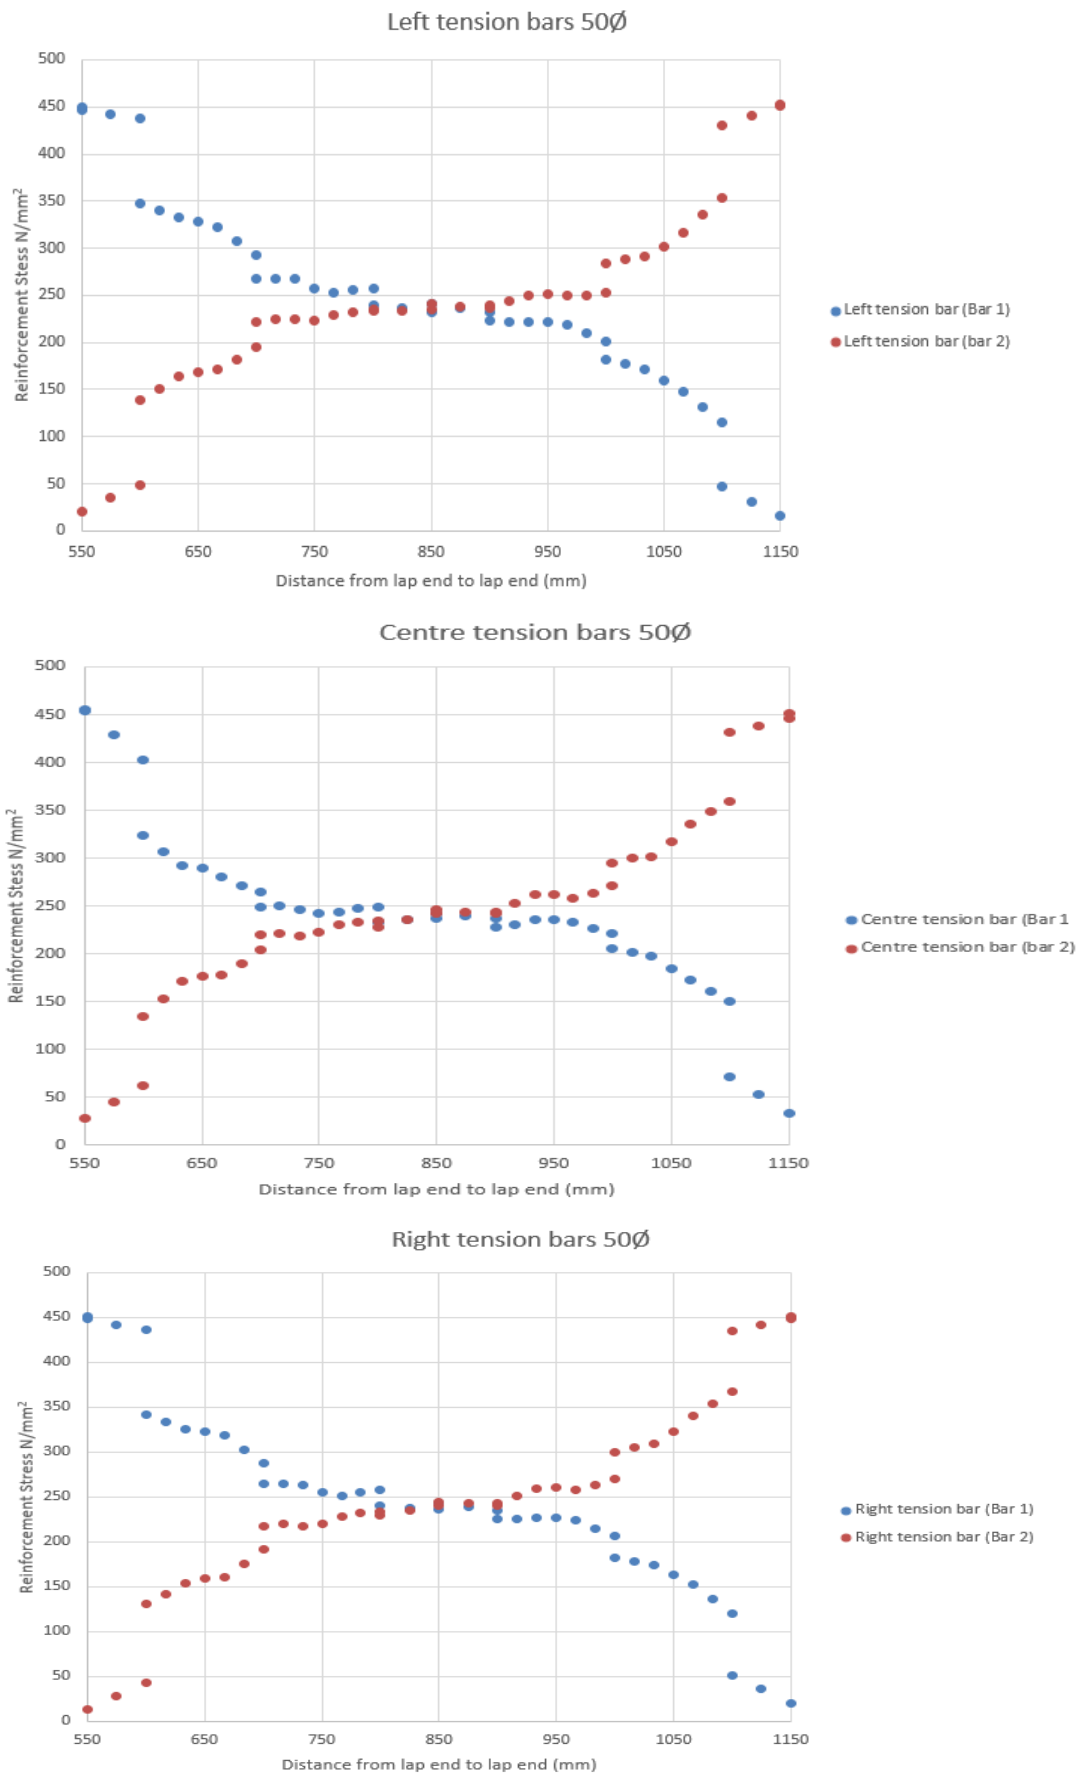 Left tension bars 50Ø
500
450
400
350
300
250
200
150
100
50
0
Reinforcement Stess N/mm²
550 650 750 850 950 1050 1150
Distance from lap end to lap end (mm)
Left tension bar (Bar 1)
Left tension bar (bar 2)
Centre tension bars 50Ø
500
450
400
350
300
250
200
150
100
50
0
Reinforcement Stess N/mm²
550 650 750 850 950 1050 1150
Distance from lap end to lap end (mm)
Centre tension bar (Bar 1
Centre tension bar (bar 2)
Right tension bars 50Ø
500
450
400
350
300
250
200
150
100
50
0
Reinforcement Stress N/mm²
550 650 750 850 950 1050 1150
Distance from lap end to lap end (mm)
Right tension bar (Bar 1)
Right tension bar (Bar 2)